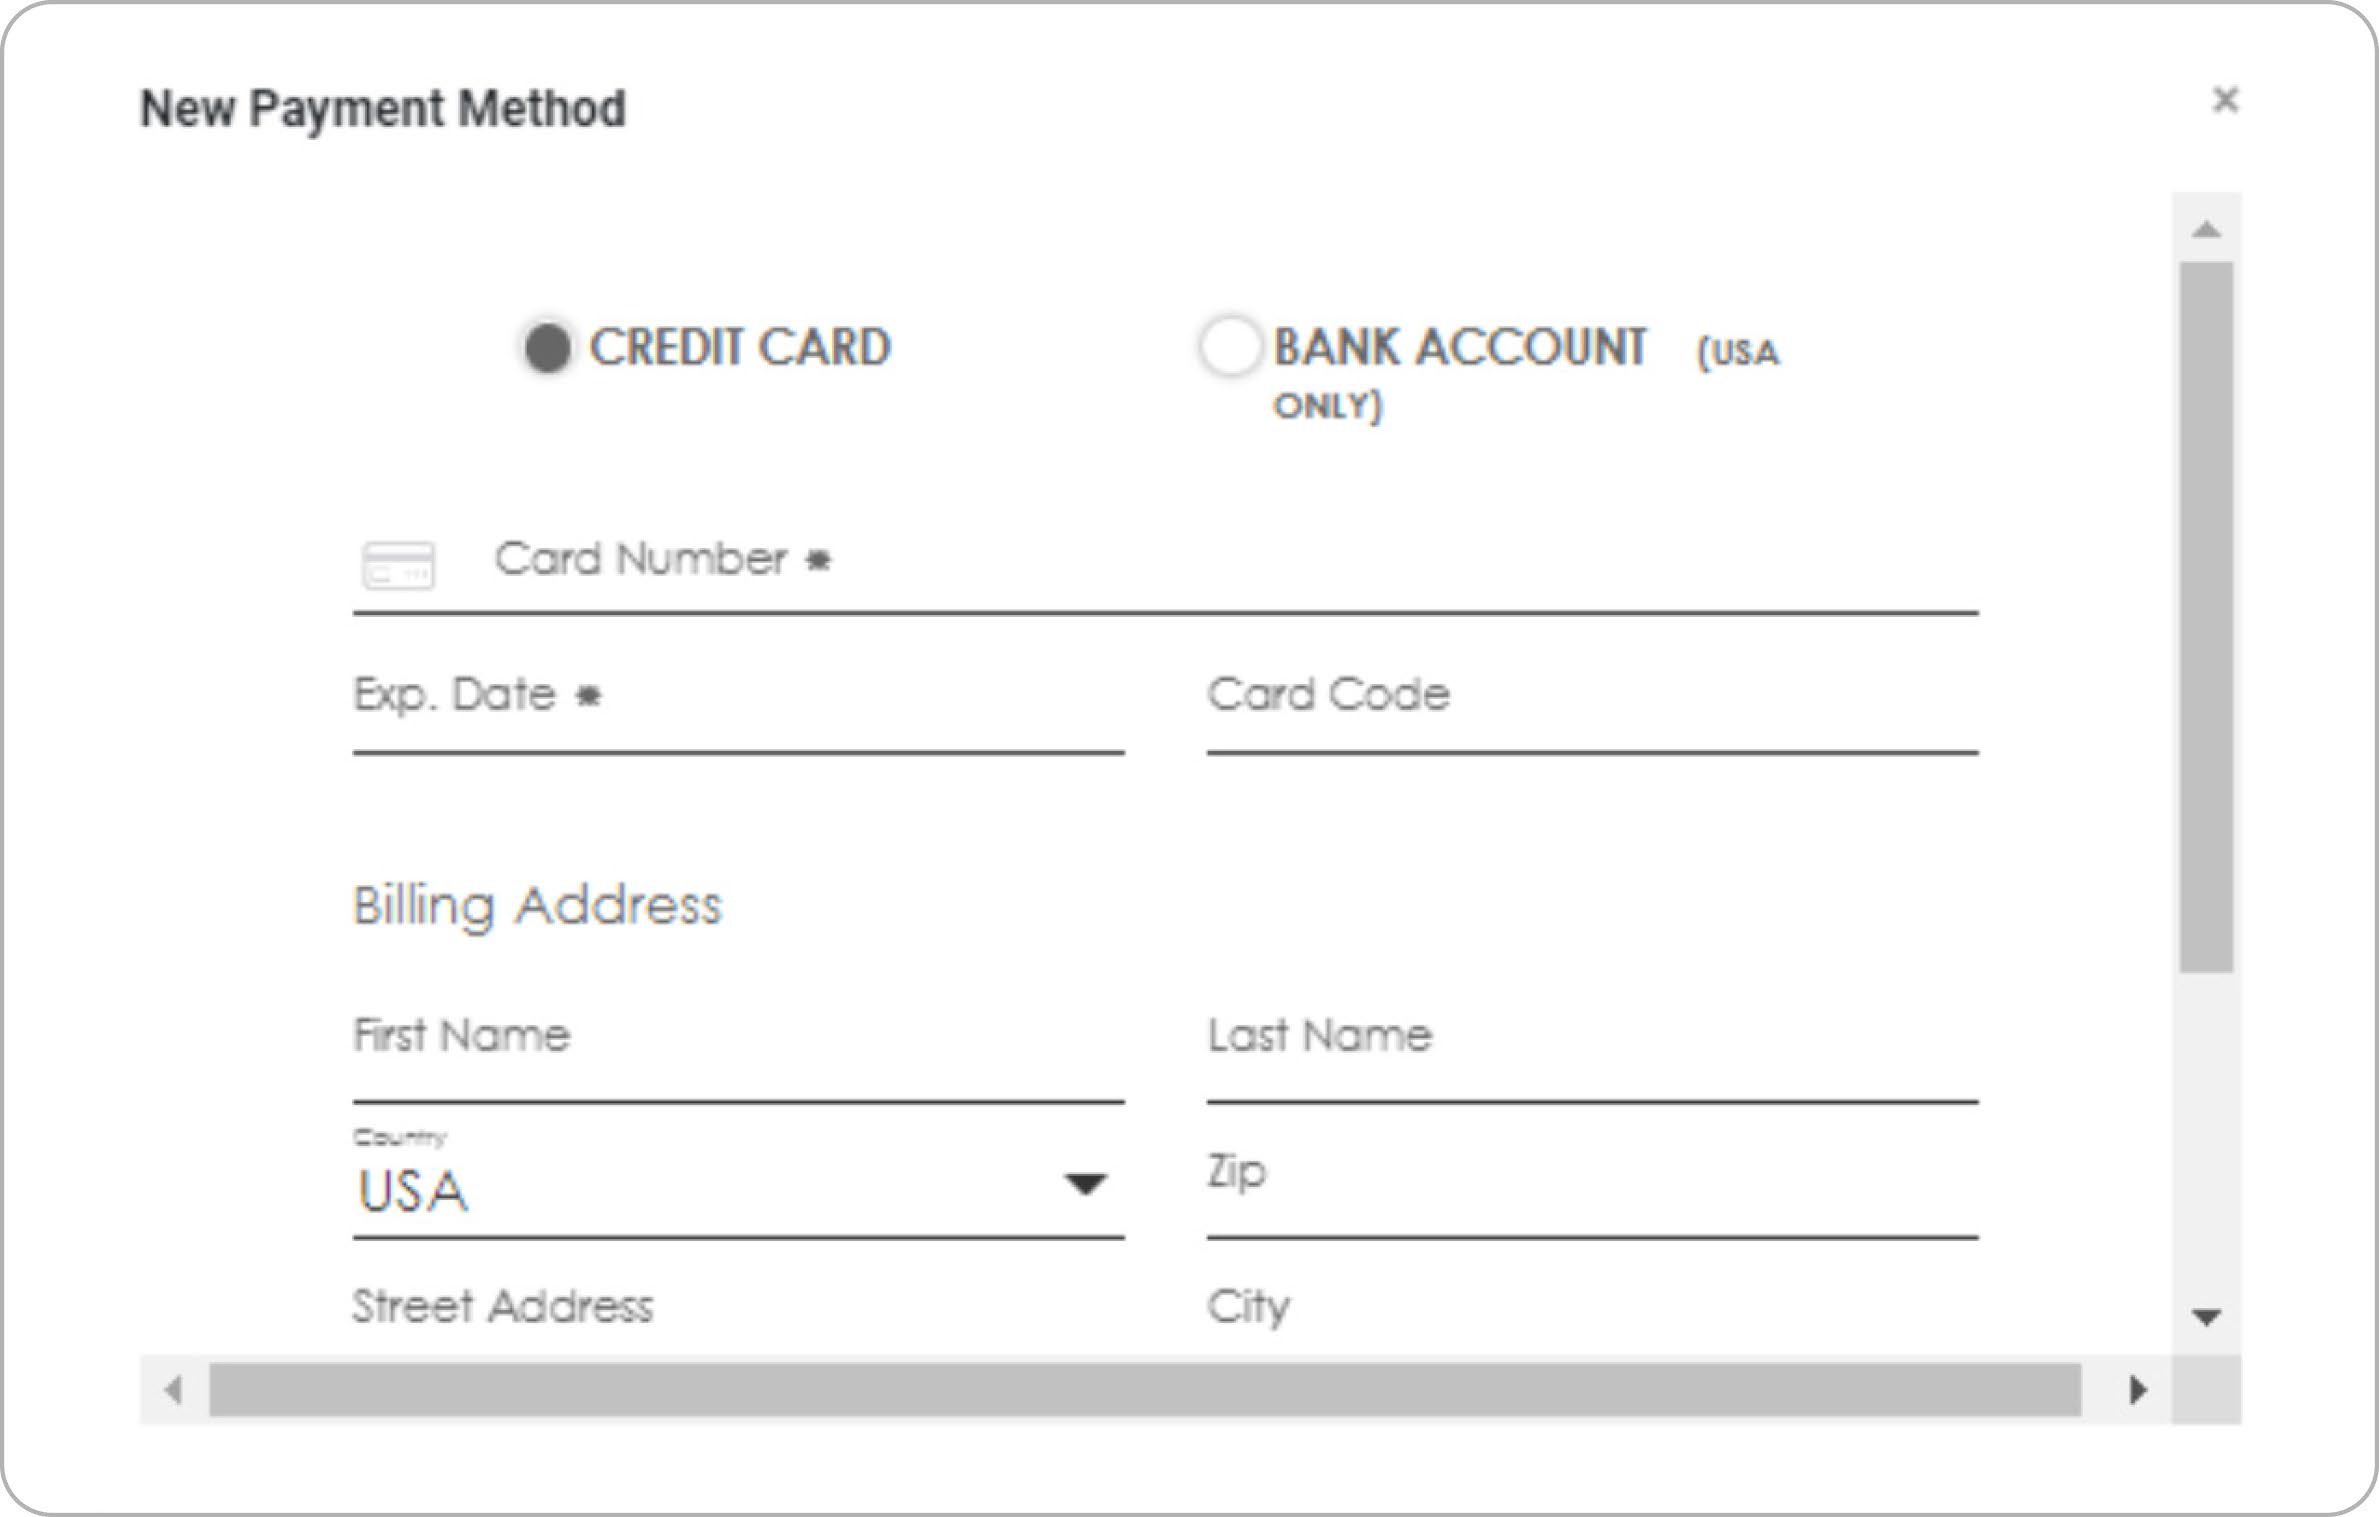 New Payment Method ×
CREDIT CARD BANK ACCOUNT (USA
ONLY)
Card Number *
Exp. Date * Card Code
Billing Address
First Name Last Name
Country
USA Zip
Street Address City